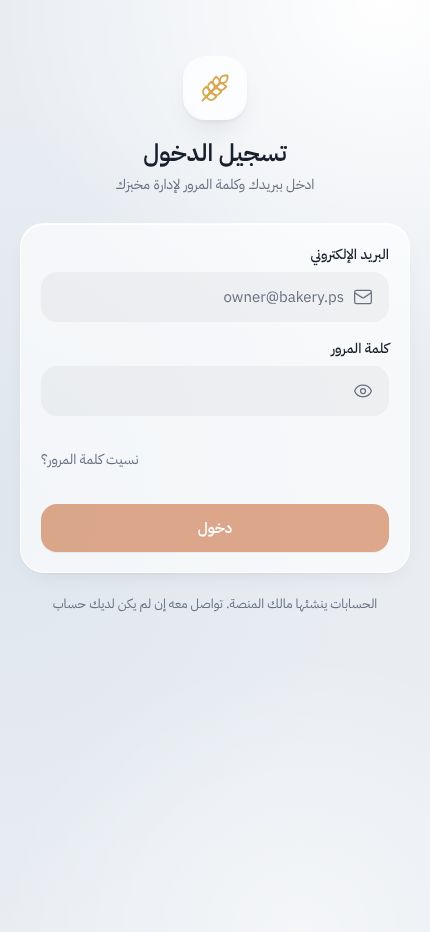 تسجيل الدخول
ادخل ببريدك وكلمة المرور لإدارة مخبزك
البريد الإلكتروني
owner@bakery.ps
كلمة المرور
نسيت كلمة المرور؟
دخول
الحسابات ينشئها مالك المنصة. تواصل معه إن لم يكن لديك حساب